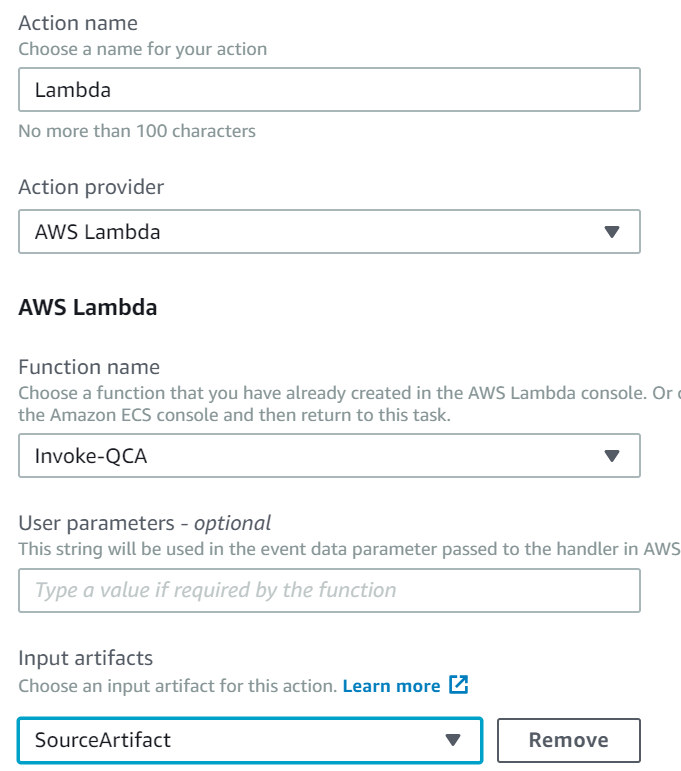 Action name
Choose a name for your action
Lambda
No more than 100 characters
Action provider
AWS Lambda
AWS Lambda
Function name
Choose a function that you have already created in the AWS Lambda console. Or
the Amazon ECS console and then return to this task.
Invoke-QCA
User parameters - optional
This string will be used in the event data parameter passed to the handler in AWS
Type a value if required by the function
Input artifacts
Choose an input artifact for this action. Learn more
SourceArtifact
Remove